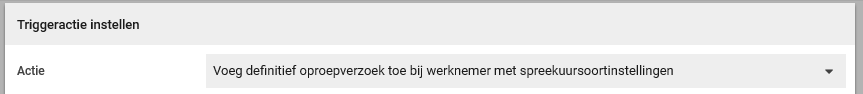 Triggeractie instellen
Actie Voeg definitief oproepverzoek toe bij werknemer met spreekuursoortinstellingen